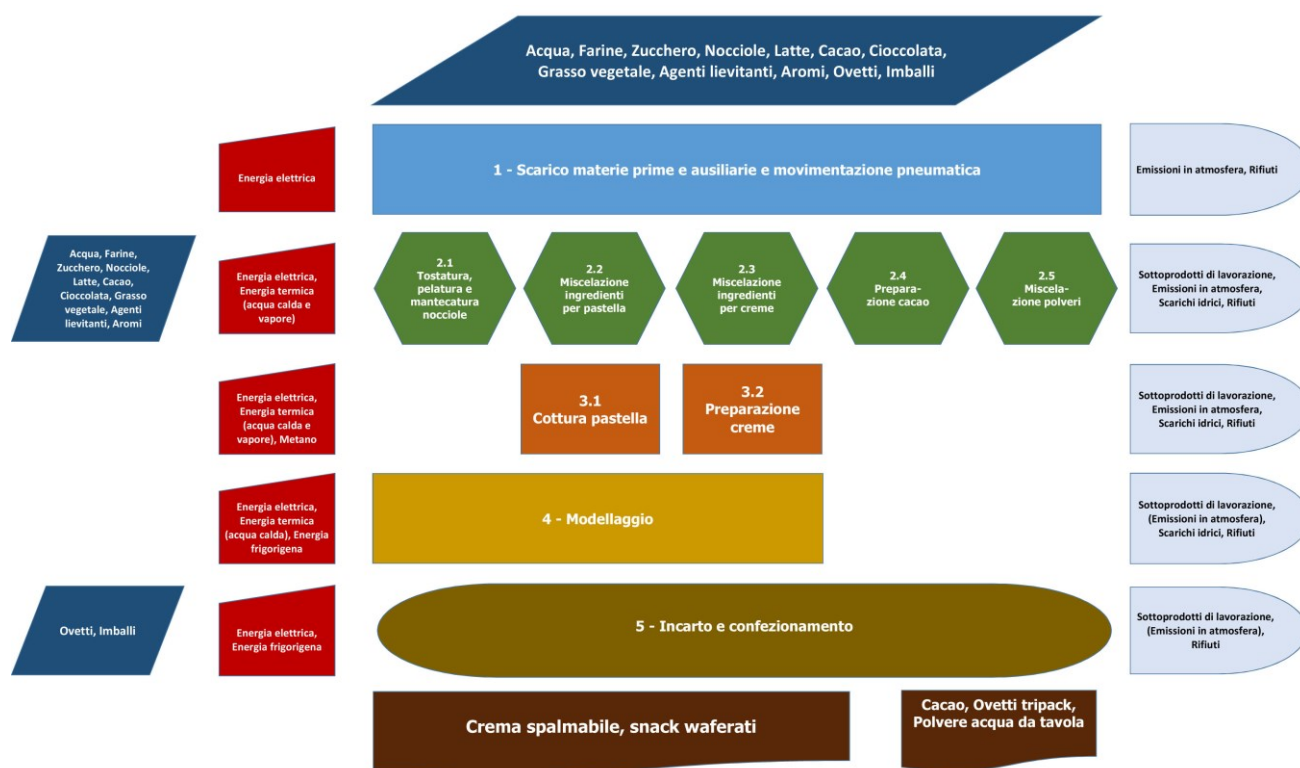 Acqua, Farine, Zucchero, Nocciole, Latte, Cacao, Cioccolata,
Grasso vegetale, Agenti lievitanti, Aromi, Ovetti, Imballi
Energia elettrica
1 - Scarico materie prime e ausiliarie e movimentazione pneumatica
Emissioni in atmosfera, Rifiuti
Acqua, Farine,
Zucchero, Nocciole,
Latte, Cacao,
Cioccolata, Grasso
vegetale, Agenti
lievitanti, Aromi
Energia elettrica,
Energia termica
(acqua calda e
vapore)
2.1
Tostatura,
pelatura e
mantecatura
nocciole
2.2
Miscelazione
ingredienti
per pastella
2.3
Miscelazione
ingredienti
per creme
2.4
Prepara-
zione cacao
2.5
Miscela-
zione polveri
Sottoprodotti di lavorazione,
Emissioni in atmosfera,
Scarichi idrici, Rifiuti
Energia elettrica,
Energia termica
(acqua calda e
vapore), Metano
3.1
Cottura pastella
3.2
Preparazione
creme
Sottoprodotti di lavorazione,
Emissioni in atmosfera,
Scarichi idrici, Rifiuti
Energia elettrica,
Energia termica
(acqua calda), Energia
frigorigena
4 - Modellaggio
Sottoprodotti di lavorazione,
(Emissioni in atmosfera),
Scarichi idrici, Rifiuti
Ovetti, Imballi
Energia elettrica,
Energia frigorigena
5 - Incarto e confezionamento
Sottoprodotti di lavorazione,
(Emissioni in atmosfera),
Rifiuti
Crema spalmabile, snack waferati
Cacao, Ovetti tripack,
Polvere acqua da tavola